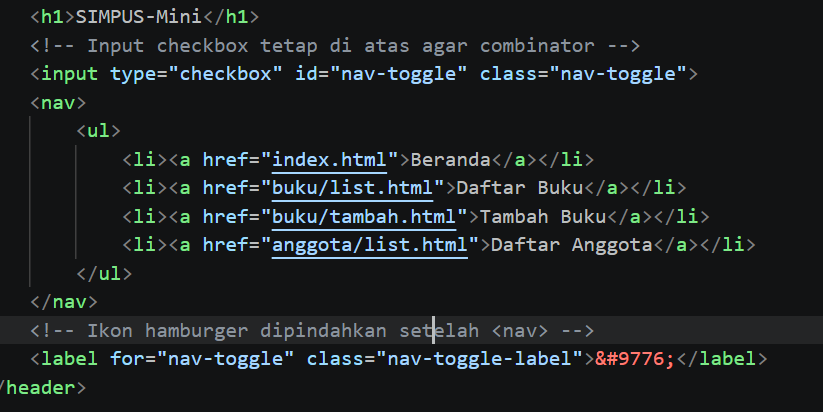 <h1>SIMPUS-Mini</h1>
<!-- Input checkbox tetap di atas agar combinator -->
<input type="checkbox" id="nav-toggle" class="nav-toggle">
<nav>
<ul>
<li><a href="index.html">Beranda</a></li>
<li><a href="buku/list.html">Daftar Buku</a></li>
<li><a href="buku/tambah.html">Tambah Buku</a></li>
<li><a href="anggota/list.html">Daftar Anggota</a></li>
</ul>
</nav>
<!-- Ikon hamburger dipindahkan setelah <nav> -->
<label for="nav-toggle" class="nav-toggle-label">&#9776;</label>
/header>